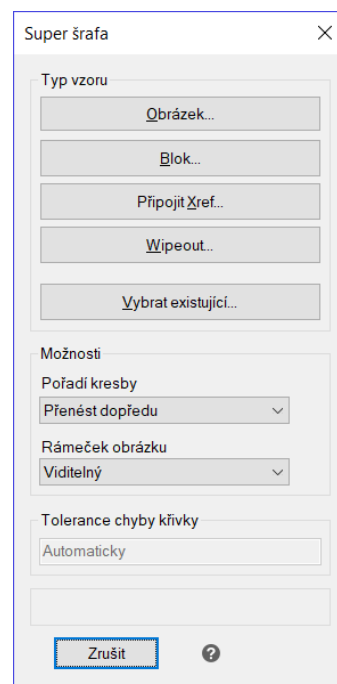 Super šrafa
Typ vzoru
Obrázek...
Blok...
Připojit Xref...
Wipeout...
Vybrat existující...
Možnosti
Pořadí kresby
Přenést dopředu
Rámeček obrázku
Viditelný
Tolerance chyby křivky
Automaticky
Zrušit
?